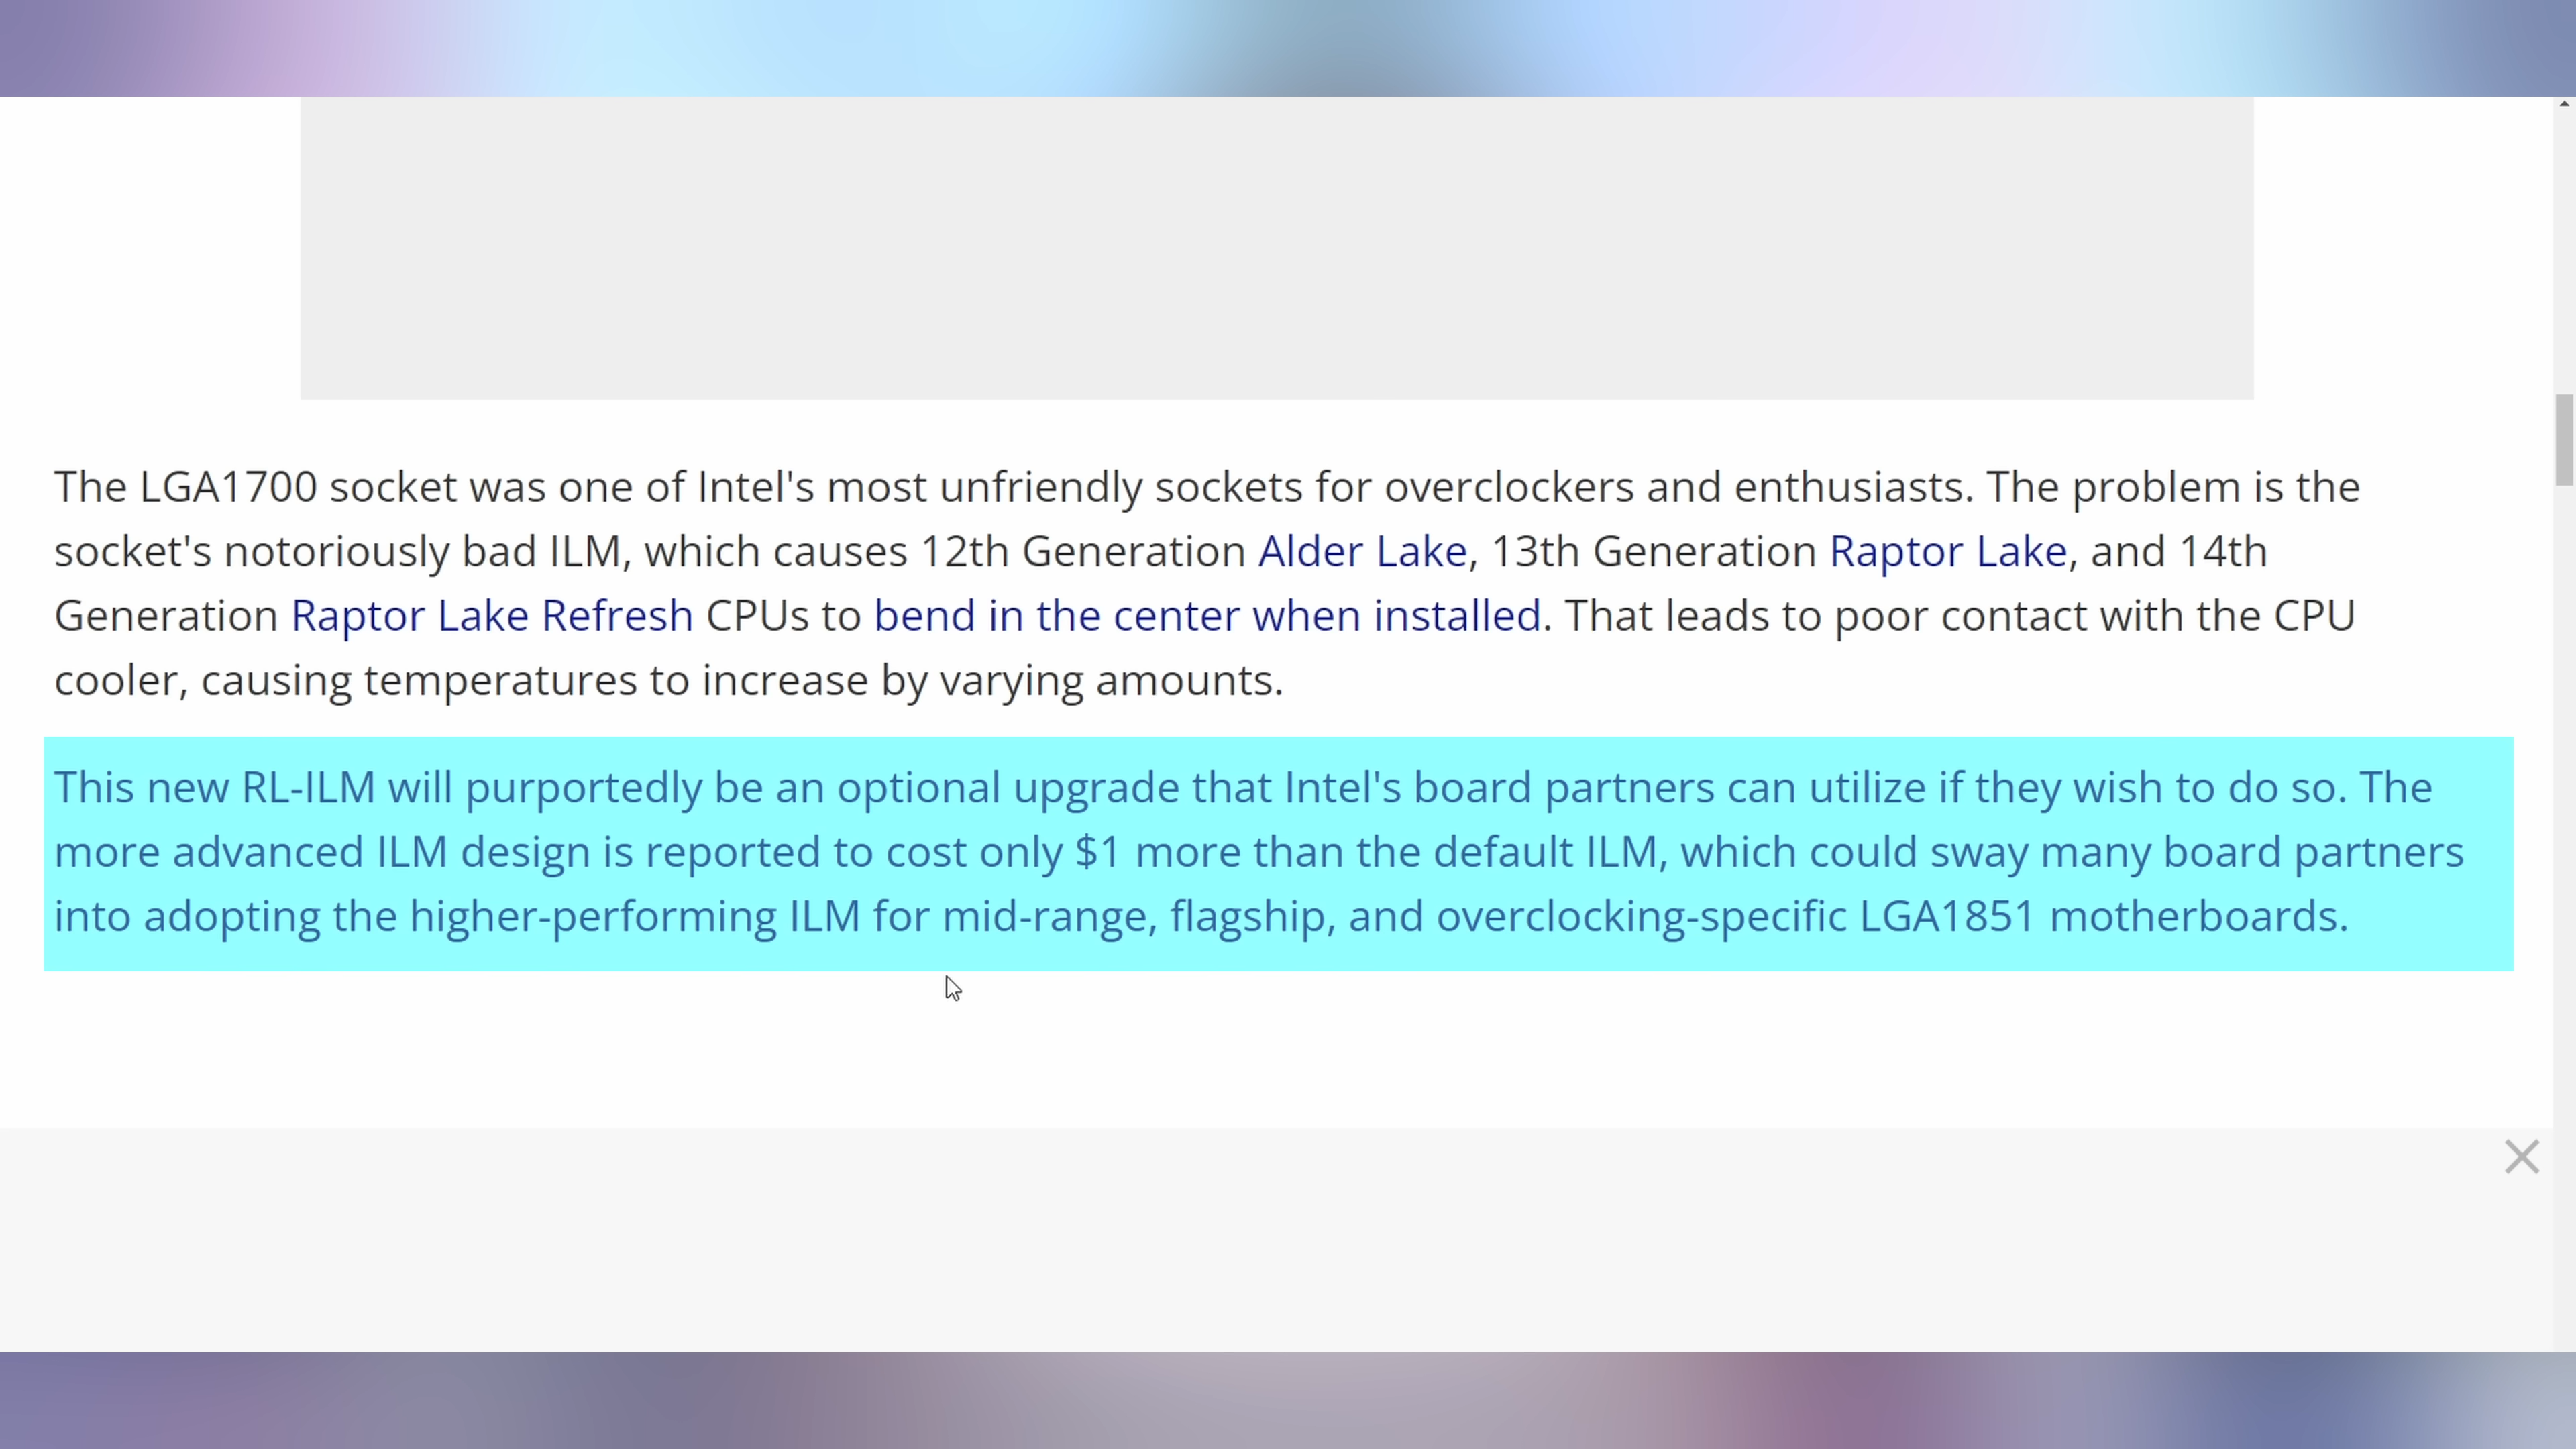 The LGA1700 socket was one of Intel's most unfriendly sockets for overclockers and enthusiasts. The problem is the
socket's notoriously bad ILM, which causes 12th Generation Alder Lake, 13th Generation Raptor Lake, and 14th
Generation Raptor Lake Refresh CPUs to bend in the center when installed. That leads to poor contact with the CPU
cooler, causing temperatures to increase by varying amounts.
This new RL-ILM will purportedly be an optional upgrade that Intel's board partners can utilize if they wish to do so. The
more advanced ILM design is reported to cost only $1 more than the default ILM, which could sway many board partners
into adopting the higher-performing ILM for mid-range, flagship, and overclocking-specific LGA1851 motherboards.